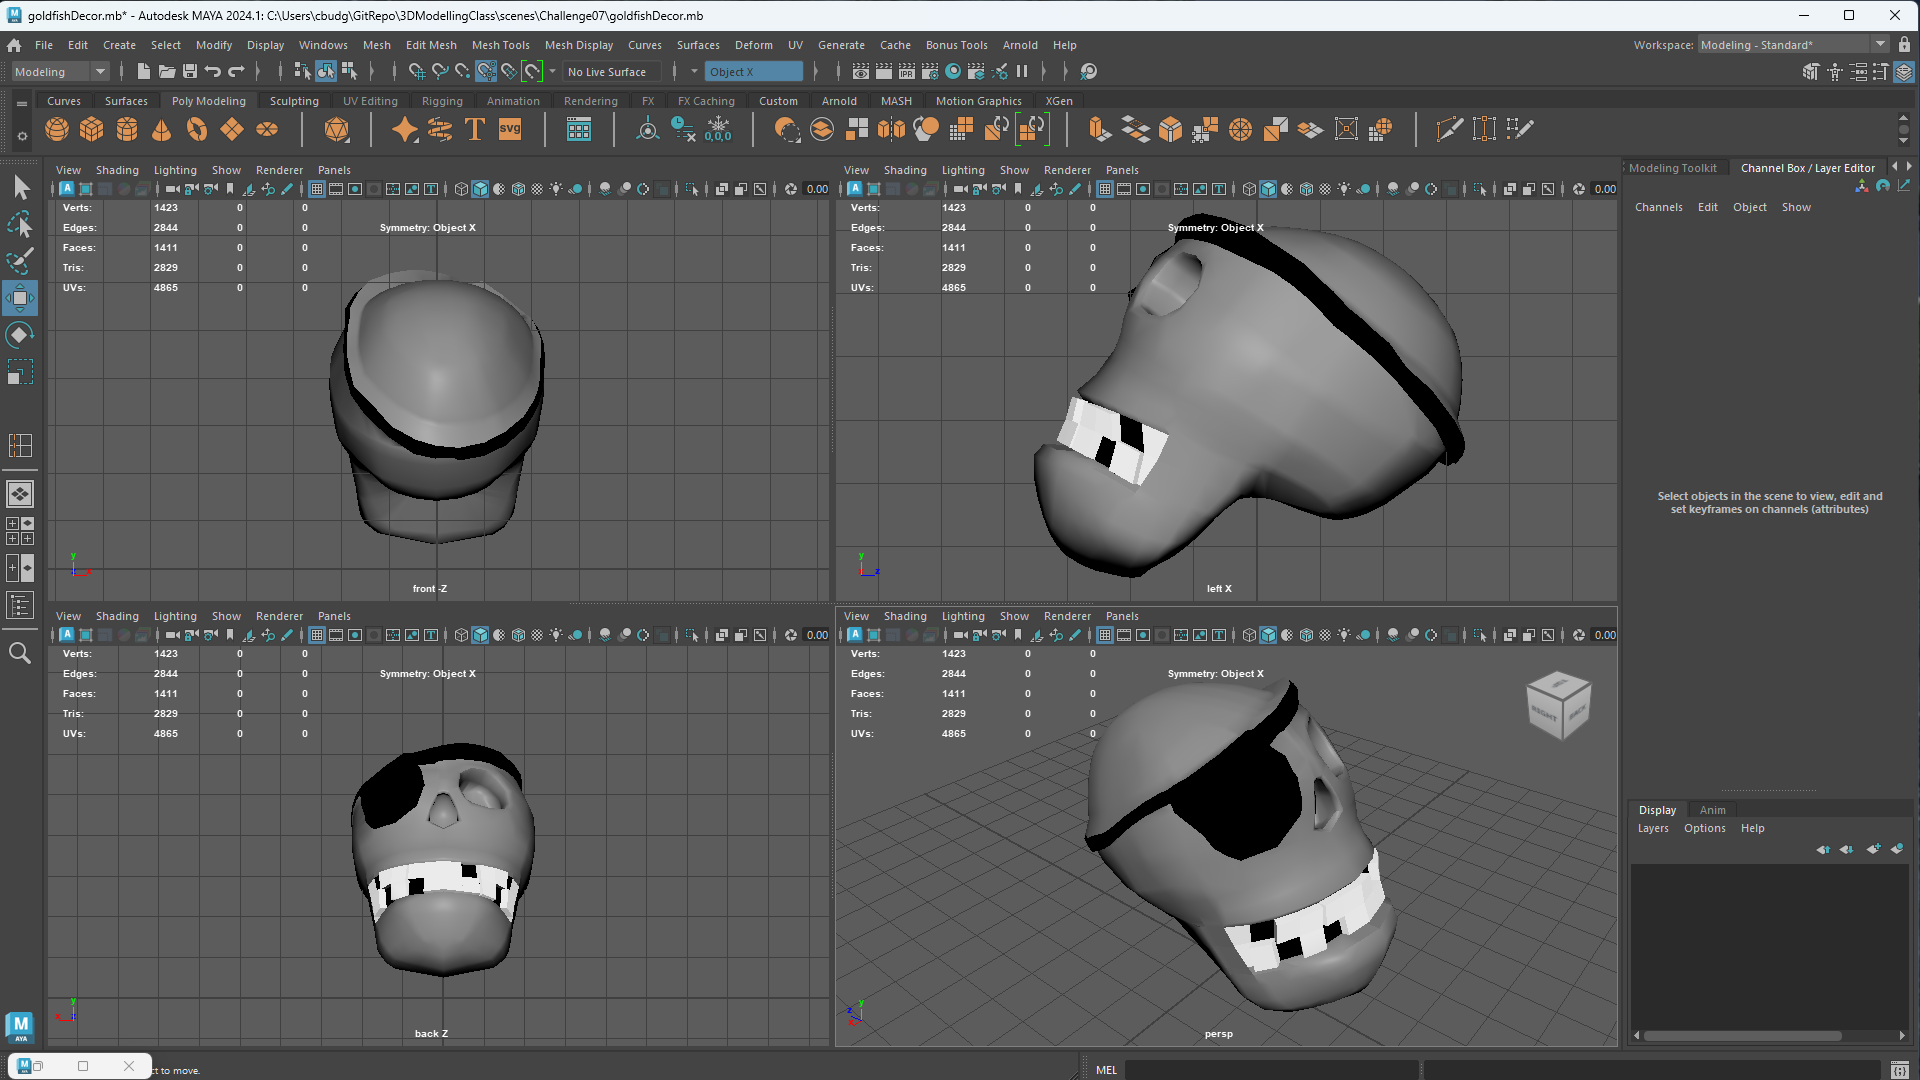 goldfishDecor.mb* - Autodesk MAYA 2024.1: C:\Users\cbudg\GitRepo\3DModellingClass\scenes\Challenge07\goldfishDecor.mb
File Edit Create Select Modify Display Windows Mesh Edit Mesh Mesh Tools Mesh Display Curves Surfaces Deform UV Generate Cache Bonus Tools Arnold Help Workspace: Modeling - Standard*
Modeling No Live Surface Object X
Curves Surfaces Poly Modeling Sculpting UV Editing Rigging Animation Rendering FX FX Caching Custom Arnold MASH Motion Graphics XGen
T svg 0,0,0
View Shading Lighting Show Renderer Panels
0.00
Verts: 1423 0 0
Edges: 2844 0 0
Symmetry: Object X
Faces: 1411 0 0
Tris: 2829 0 0
UVs: 4865 0 0
y
front -Z
View Shading Lighting Show Renderer Panels
0.00
Verts: 1423 0 0
Edges: 2844 0 0
Symmetry: Object X
Faces: 1411 0 0
Tris: 2829 0 0
UVs: 4865 0 0
y
z
left X
View Shading Lighting Show Renderer Panels
0.00
Verts: 1423 0 0
Edges: 2844 0 0
Symmetry: Object X
Faces: 1411 0 0
Tris: 2829 0 0
UVs: 4865 0 0
y
back Z
View Shading Lighting Show Renderer Panels
0.00
Verts: 1423 0 0
Edges: 2844 0 0
Symmetry: Object X
Faces: 1411 0 0
Tris: 2829 0 0
UVs: 4865 0 0
RIGHT BACK
y
z
persp
Modeling Toolkit Channel Box / Layer Editor
Channels Edit Object Show
Select objects in the scene to view, edit and
set keyframes on channels (attributes)
Display Anim
Layers Options Help
M
AYA
ct to move.
MEL